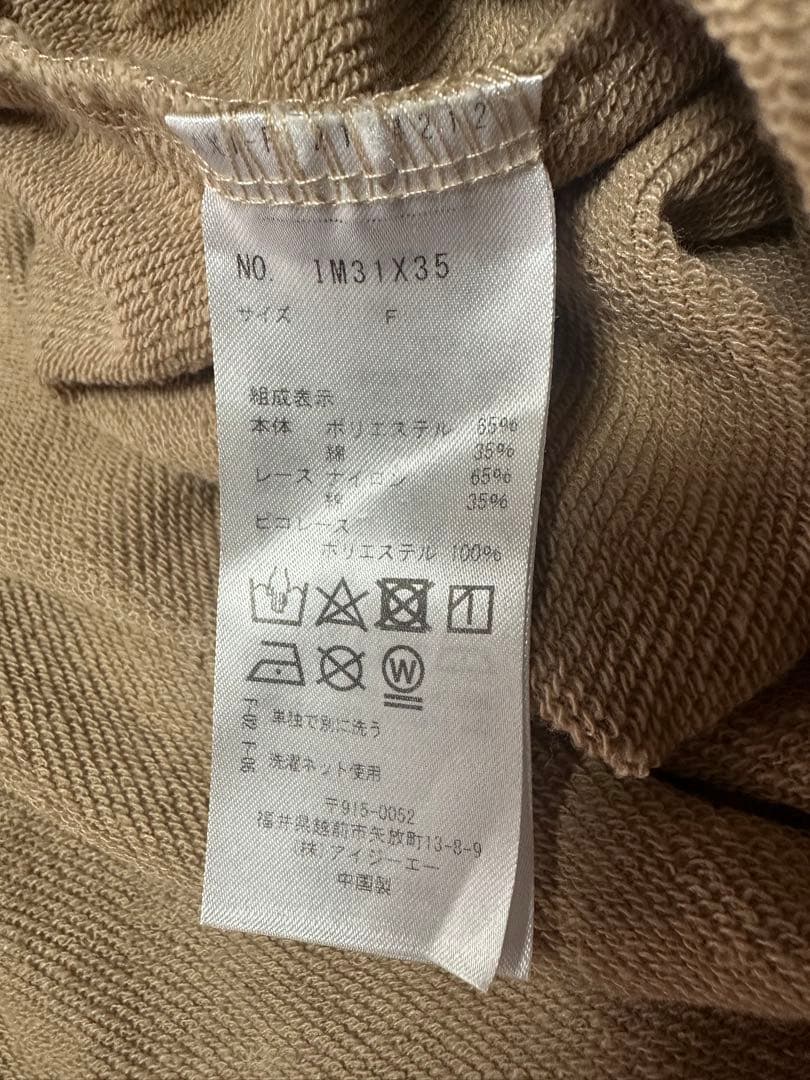 NO. IM31X35
サイズ F
組成表示
本体 ポリエステル 65%
綿 35%
レース ナイロン 65%
綿 35%
ピコレース
ポリエステル 100%
W
単独で別に洗う
洗濯ネット使用
〒915-0052
福井県越前市矢放町13-8-9
(株)アイジーエー
中国製